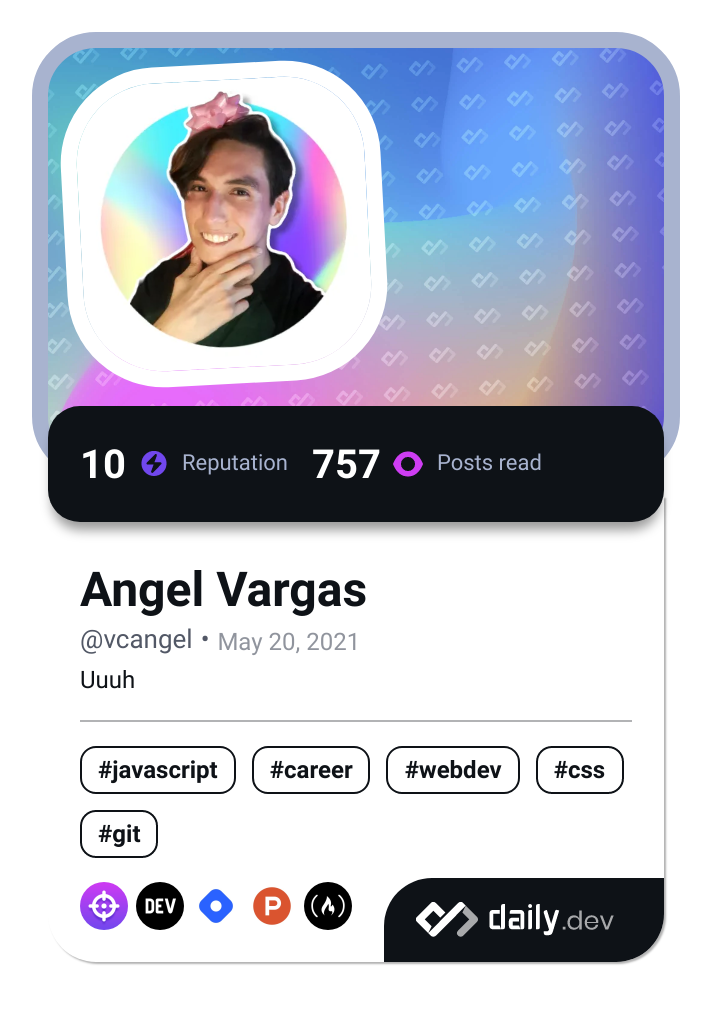 10 Reputation 757 Posts read
Angel Vargas
@vcangel • May 20, 2021
Uuuh
#javascript #career #webdev #css
#git
DEV P daily.dev